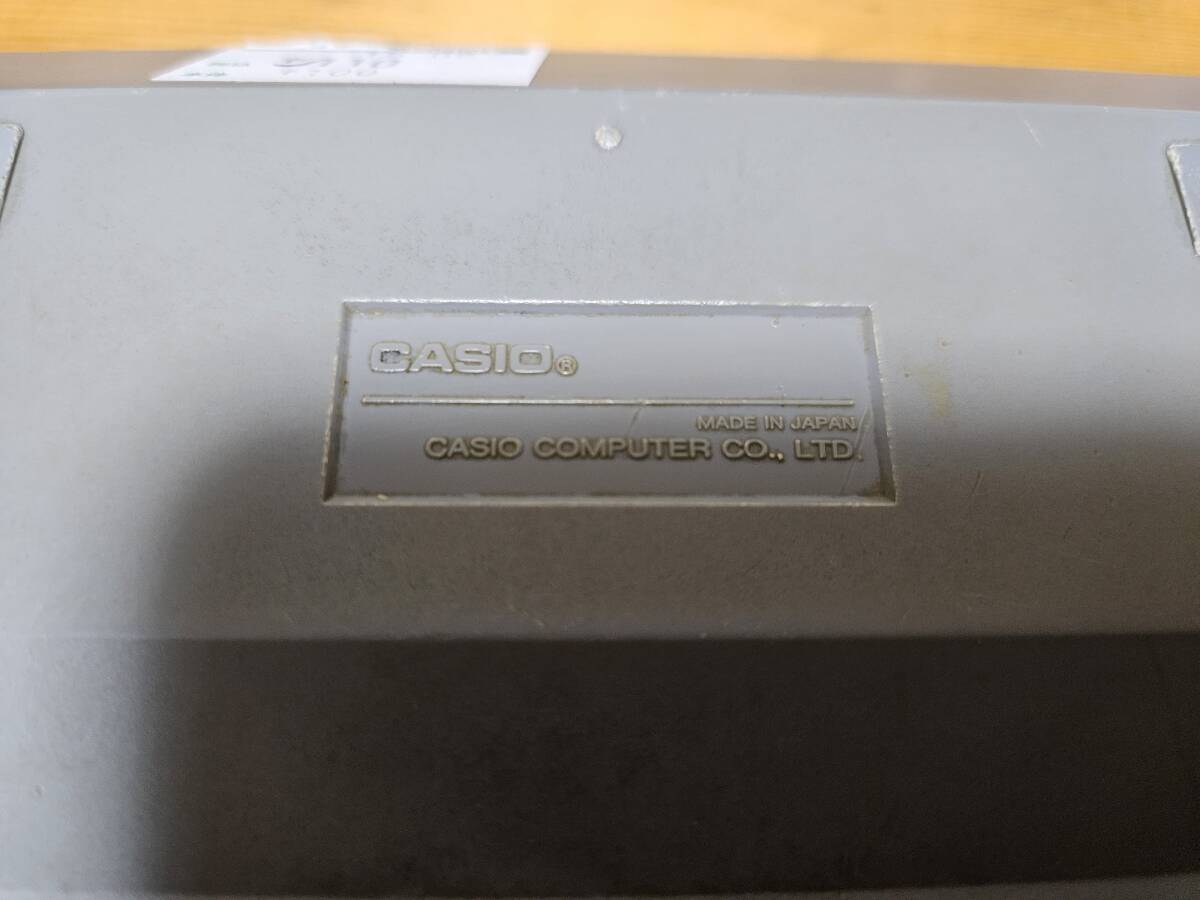 CASIO®
MADE IN JAPAN
CASIO COMPUTER CO., LTD.